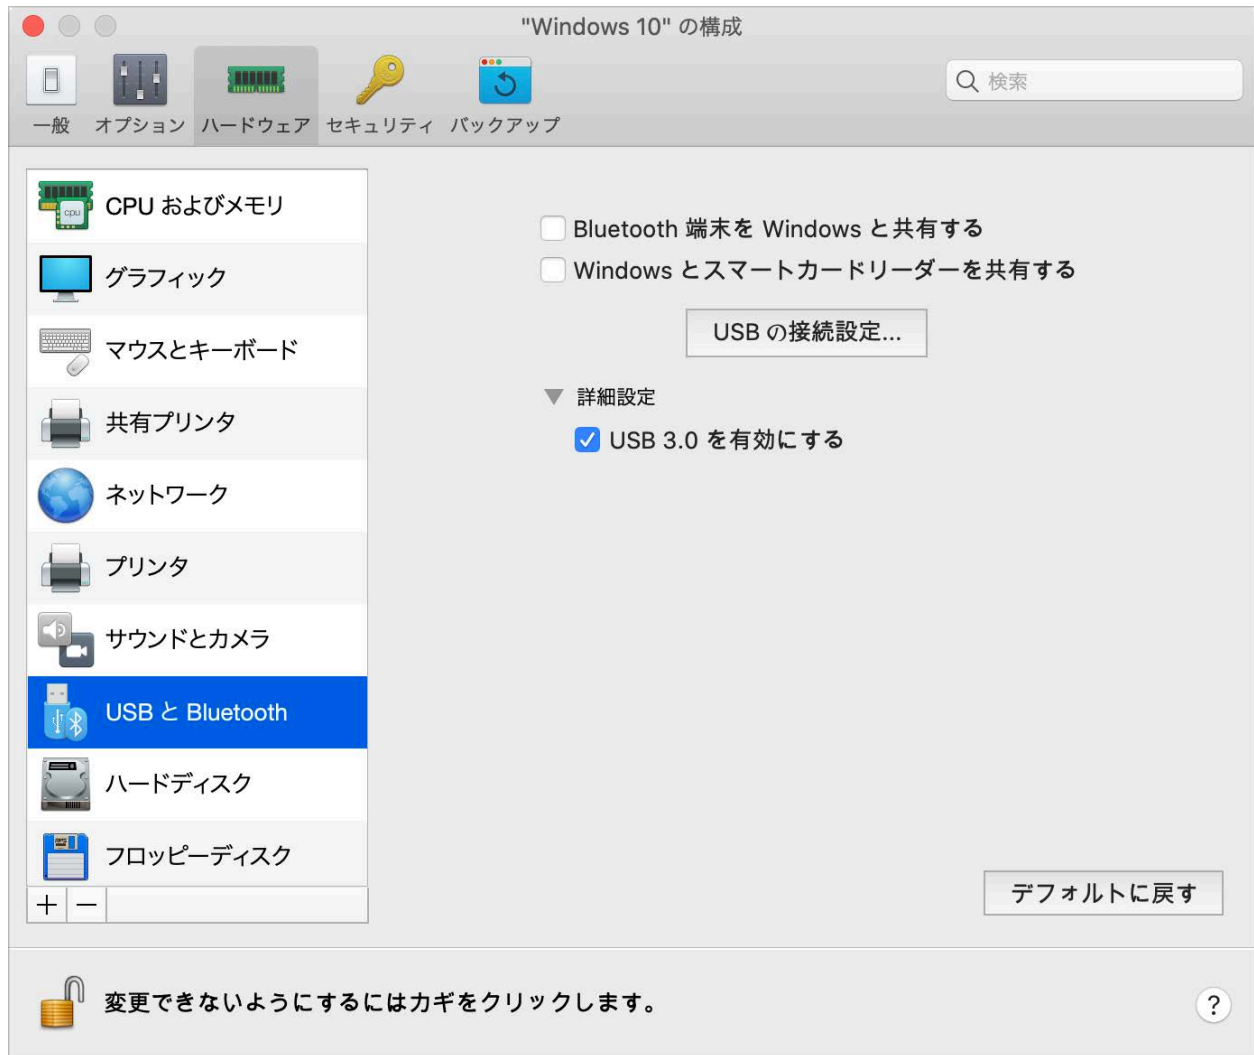 "Windows 10" の構成
一般 オプション ハードウェア セキュリティ バックアップ
検索
CPU およびメモリ
グラフィック
マウスとキーボード
共有プリンタ
ネットワーク
プリンタ
サウンドとカメラ
USB と Bluetooth
ハードディスク
フロッピーディスク
Bluetooth 端末を Windows と共有する
Windows とスマートカードリーダーを共有する
USB の接続設定...
詳細設定
USB 3.0 を有効にする
デフォルトに戻す
変更できないようにするにはカギをクリックします。
?